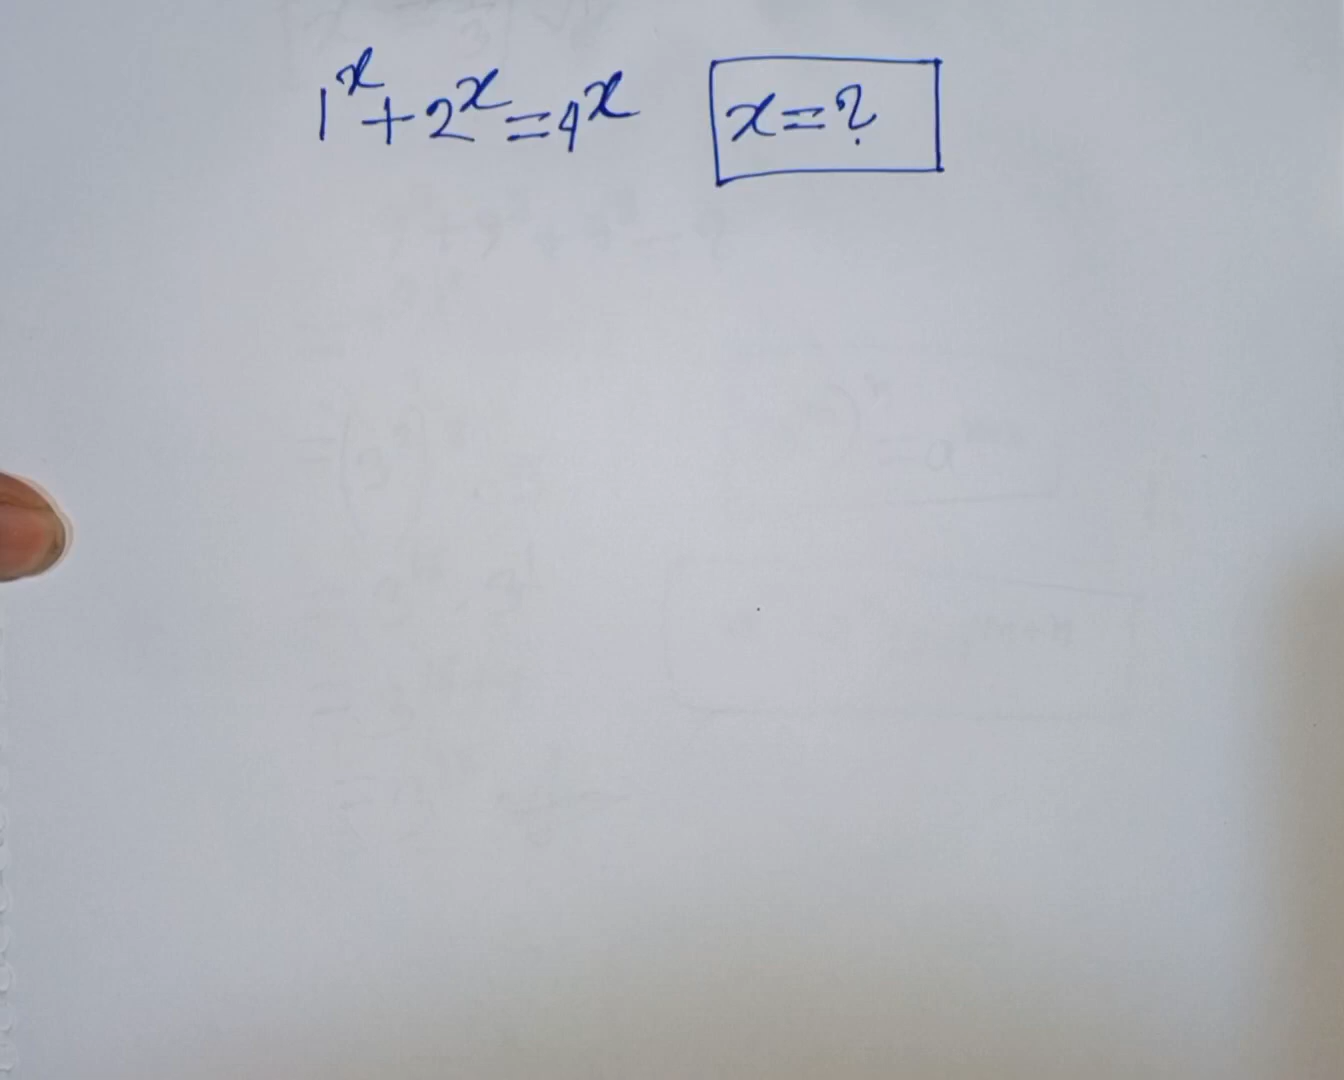 1^x + 2^x = 4^x   x = ?